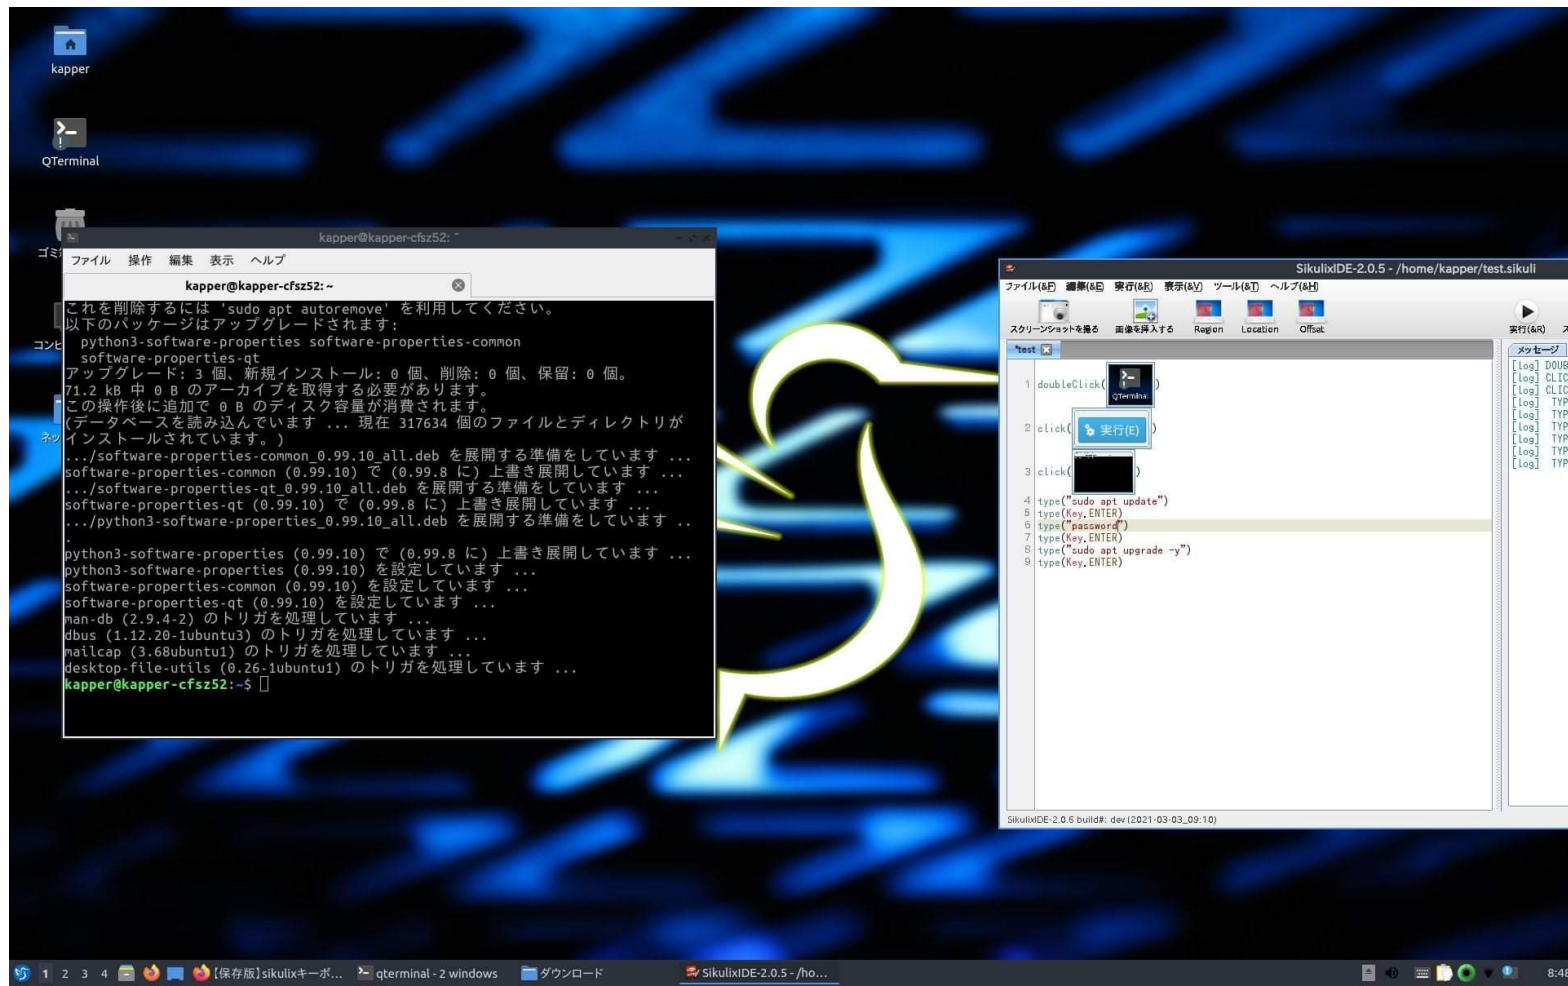 kapper
QTerminal
ゴミ
コンピ
ネッ
kapper@kapper-cfsz52: ~
ファイル 操作 編集 表示 ヘルプ
kapper@kapper-cfsz52: ~
これを削除するには 'sudo apt autoremove' を利用してください。
以下のパッケージはアップグレードされます:
python3-software-properties software-properties-common
software-properties-qt
アップグレード: 3 個、新規インストール: 0 個、削除: 0 個、保留: 0 個。
71.2 kB 中 0 B のアーカイブを取得する必要があります。
この操作後に追加で 0 B のディスク容量が消費されます。
(データベースを読み込んでいます ... 現在 317634 個のファイルとディレクトリが
インストールされています。)
.../software-properties-common_0.99.10_all.deb を展開する準備をしています ...
software-properties-common (0.99.10) で (0.99.8 に) 上書き展開しています ...
.../software-properties-qt_0.99.10_all.deb を展開する準備をしています ...
software-properties-qt (0.99.10) で (0.99.8 に) 上書き展開しています ...
.../python3-software-properties_0.99.10_all.deb を展開する準備をしています ..
.
python3-software-properties (0.99.10) で (0.99.8 に) 上書き展開しています ...
python3-software-properties (0.99.10) を設定しています ...
software-properties-common (0.99.10) を設定しています ...
software-properties-qt (0.99.10) を設定しています ...
man-db (2.9.4-2) のトリガを処理しています ...
dbus (1.12.20-1ubuntu3) のトリガを処理しています ...
mailcap (3.68ubuntu1) のトリガを処理しています ...
desktop-file-utils (0.26-1ubuntu1) のトリガを処理しています ...
kapper@kapper-cfsz52:~$
SikulixIDE-2.0.5 - /home/kapper/test.sikuli
ファイル(&F) 編集(&E) 実行(&R) 表示(&V) ツール(&T) ヘルプ(&H)
スクリーンショットを撮る 画像を挿入する Region Location Offset 実行(&R) ス
*test
メッセージ
1 doubleClick( QTerminal )
2 click( 実行(E) )
3 click( )
4 type("sudo apt update")
5 type(Key.ENTER)
6 type("password")
7 type(Key.ENTER)
8 type("sudo apt upgrade -y")
9 type(Key.ENTER)
[log] DOUB
[log] CLIC
[log] CLIC
[log] TYP
[log] TYP
[log] TYP
[log] TYP
[log] TYP
[log] TYP
SikulixIDE-2.0.5 build#: dev (2021-03-03_09:10)
1 2 3 4 【保存版】sikulixキーボ... qterminal - 2 windows ダウンロード SikulixIDE-2.0.5 - /ho... 8:48